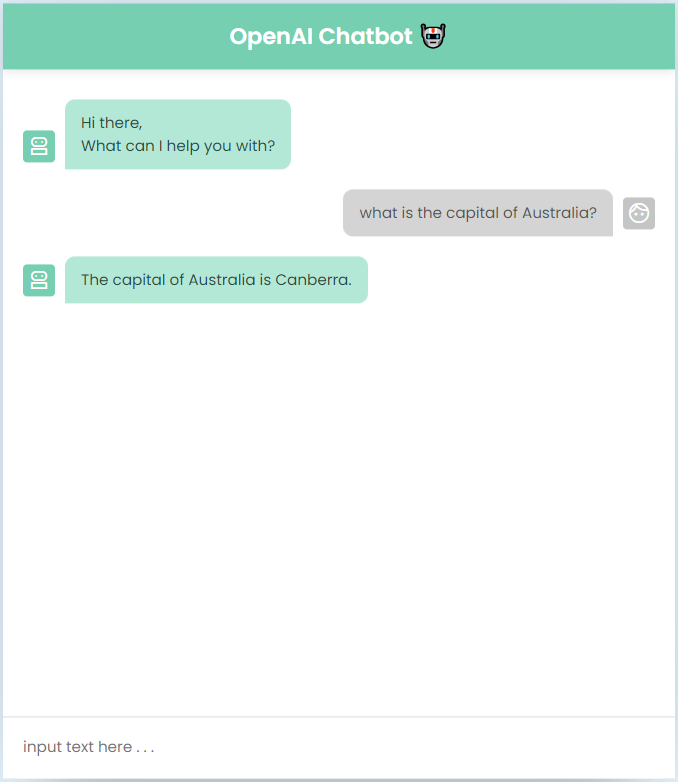 OpenAI Chatbot
Hi there,
What can I help you with?
what is the capital of Australia?
The capital of Australia is Canberra.
input text here . . .